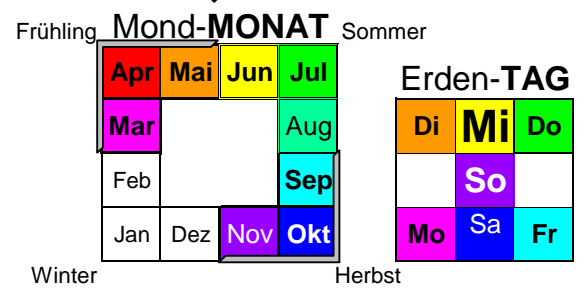 Frühling Mond-MONAT Sommer
Apr Mai Jun Jul
Mar Aug
Feb Sep
Jan Dez Nov Okt
Winter Herbst
Erden-TAG
Di Mi Do
So
Mo Sa Fr